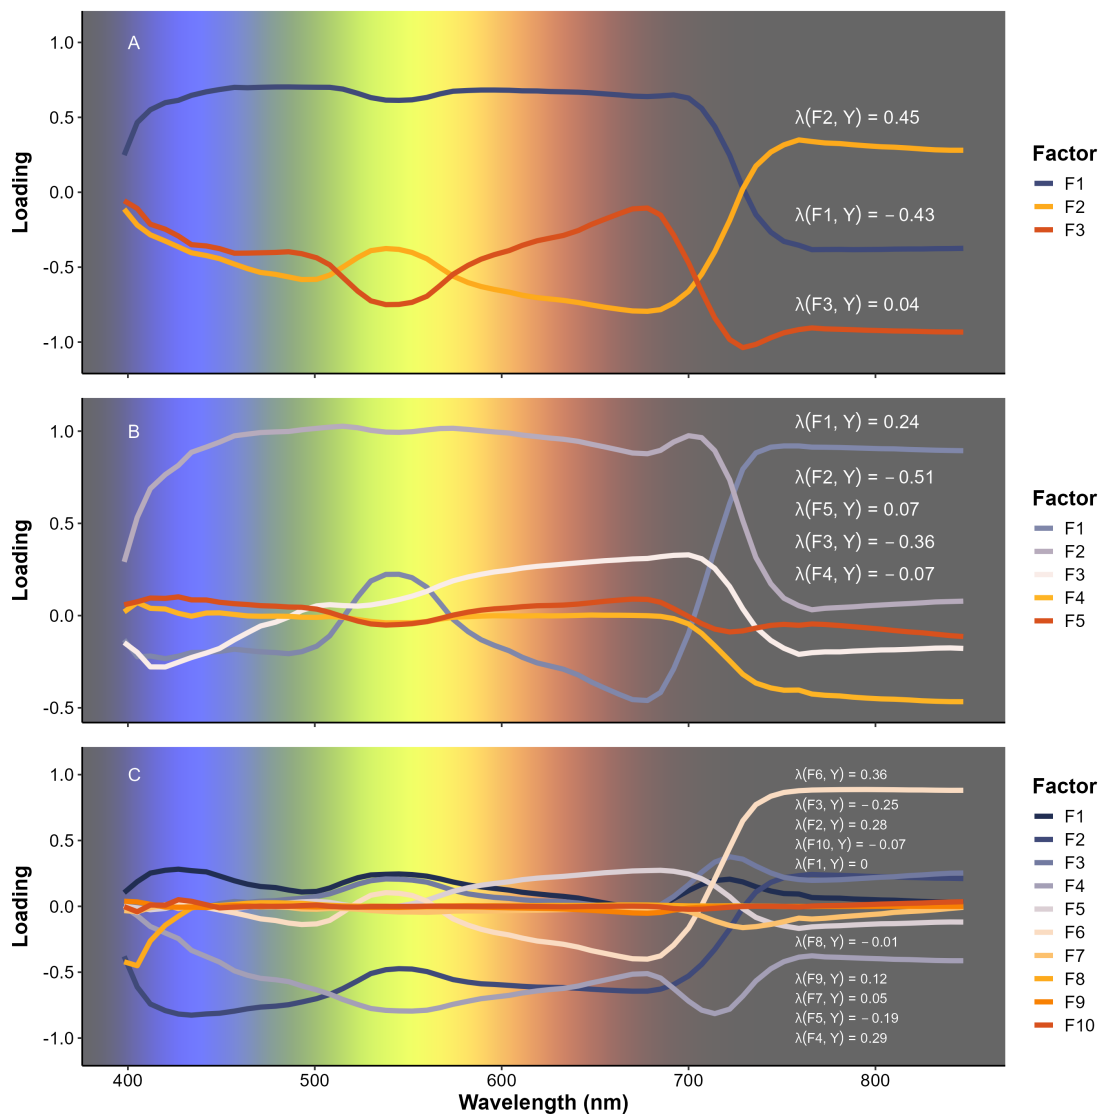 A
1.0
0.5
0.0
-0.5
-1.0
Loading
λ(F2, Y) = 0.45
λ(F1, Y) = −0.43
λ(F3, Y) = 0.04
Factor
F1
F2
F3
B
1.0
0.5
0.0
-0.5
Loading
λ(F1, Y) = 0.24
λ(F2, Y) = −0.51
λ(F5, Y) = 0.07
λ(F3, Y) = −0.36
λ(F4, Y) = −0.07
Factor
F1
F2
F3
F4
F5
C
1.0
0.5
0.0
-0.5
-1.0
Loading
λ(F6, Y) = 0.36
λ(F3, Y) = −0.25
λ(F2, Y) = 0.28
λ(F10, Y) = −0.07
λ(F1, Y) = 0
λ(F8, Y) = −0.01
λ(F9, Y) = 0.12
λ(F7, Y) = 0.05
λ(F5, Y) = −0.19
λ(F4, Y) = 0.29
Factor
F1
F2
F3
F4
F5
F6
F7
F8
F9
F10
400 500 600 700 800
Wavelength (nm)